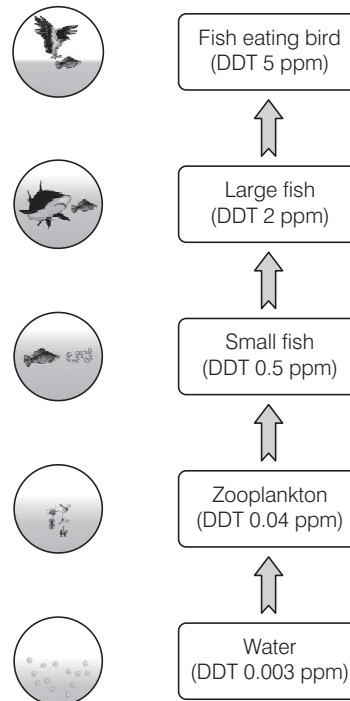 Fish eating bird
(DDT 5 ppm)
Large fish
(DDT 2 ppm)
Small fish
(DDT 0.5 ppm)
Zooplankton
(DDT 0.04 ppm)
Water
(DDT 0.003 ppm)